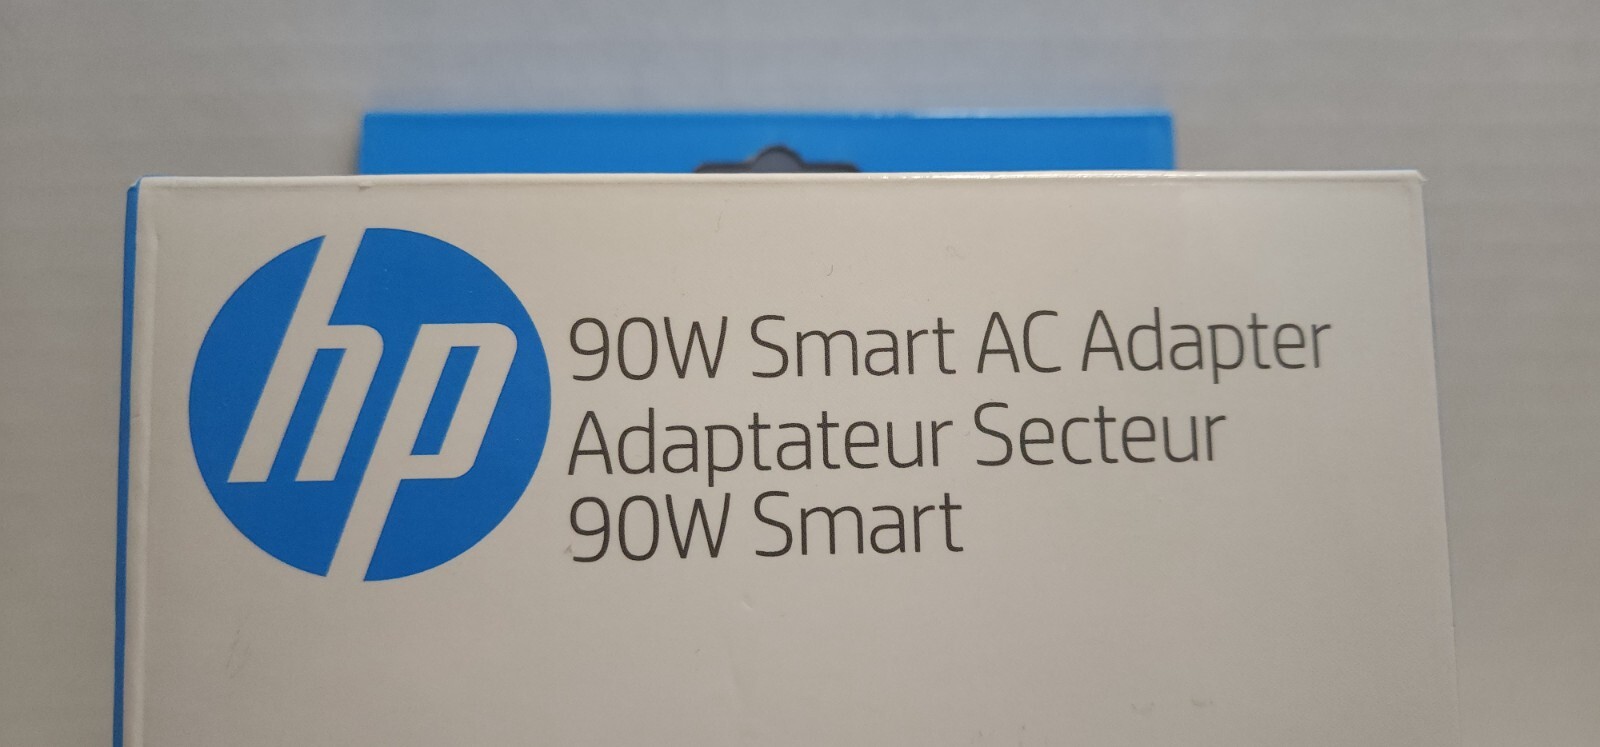 hp
90W Smart AC Adapter
Adaptateur Secteur
90W Smart